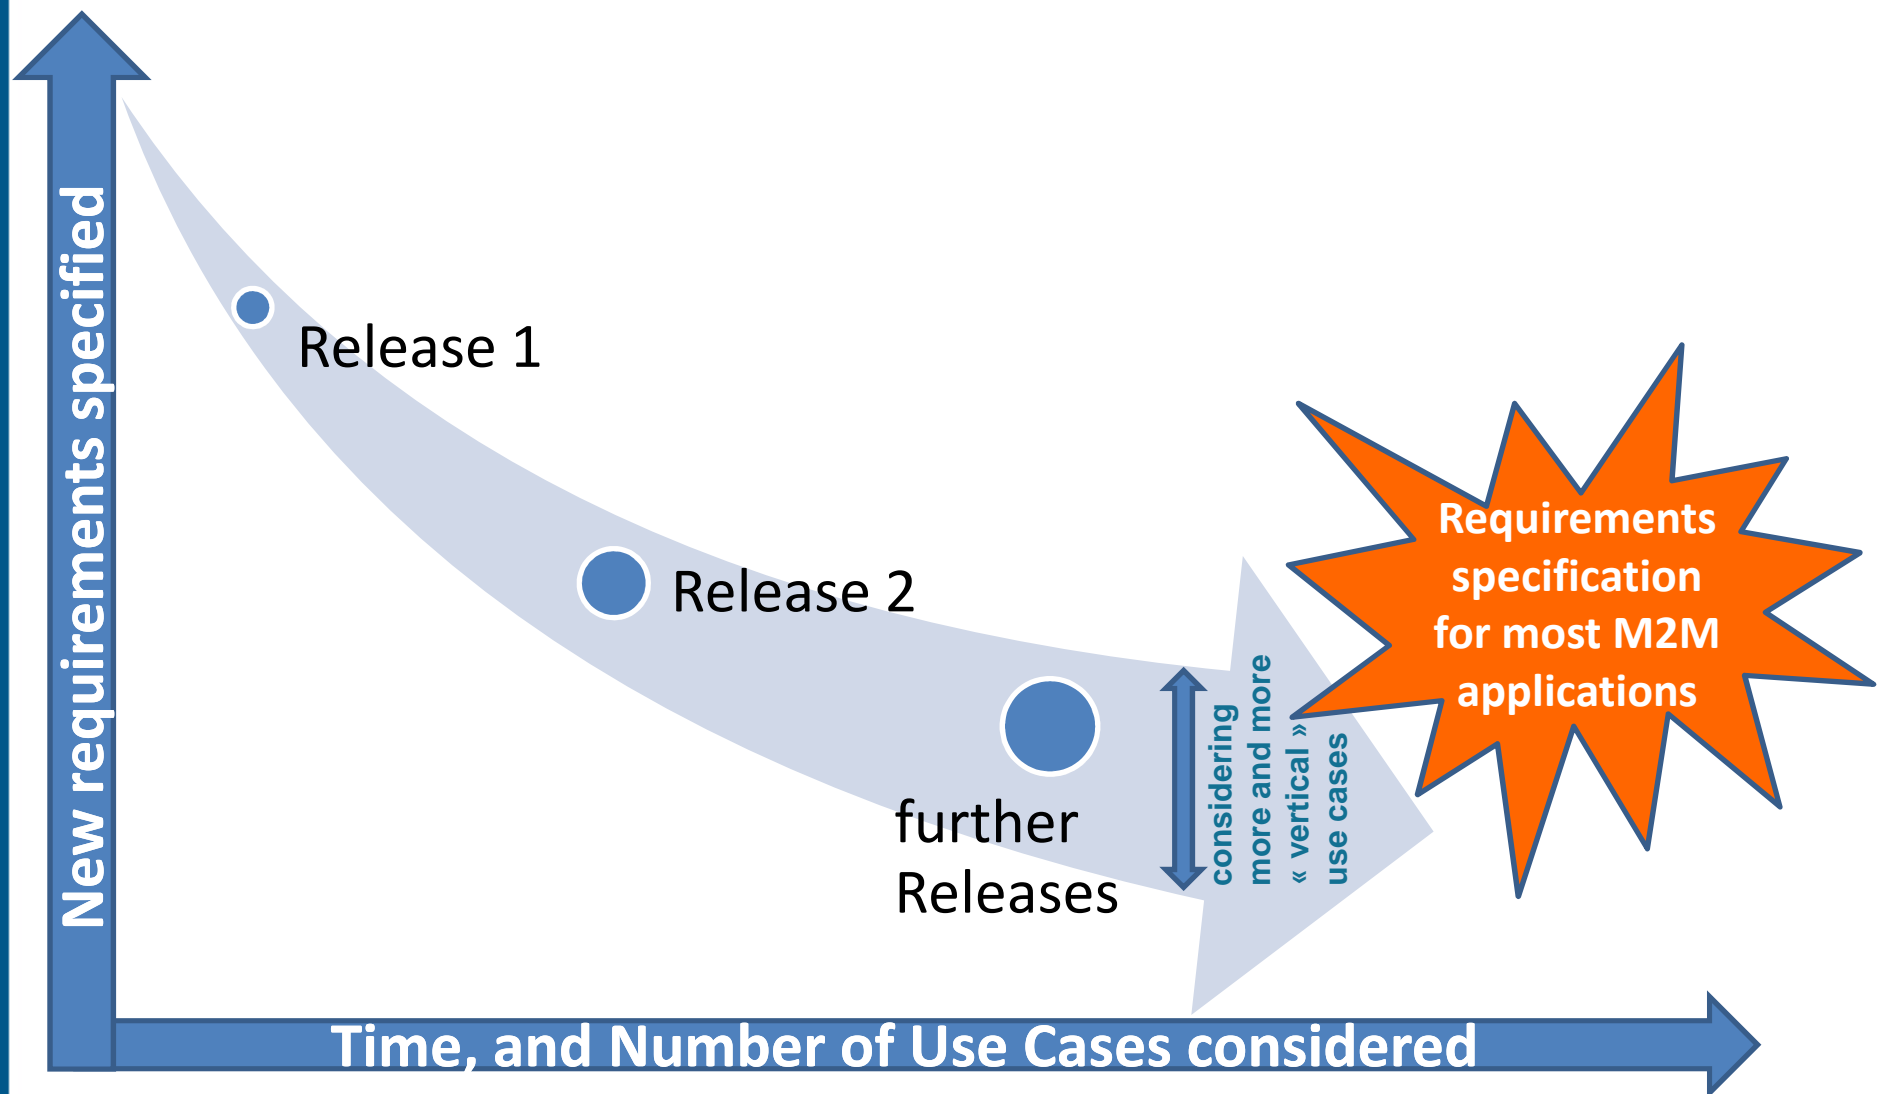 New requirements specified
Release 1
Release 2
further
Releases
considering
more and more
« vertical »
use cases
Requirements
specification
for most M2M
applications
Time, and Number of Use Cases considered